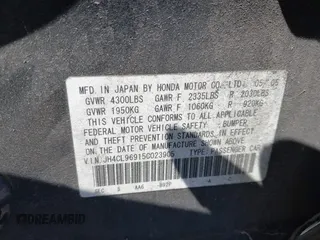 MFD. IN JAPAN BY HONDA MOTOR CO., LTD. 05/05
GVWR 4300LBS GAWR F 2335LBS R 2030LBS
GVWR 1950KG GAWR F 1060KG R 920KG
THIS VEHICLE CONFORMS TO ALL APPLICABLE
FEDERAL MOTOR VEHICLE SAFETY, BUMPER,
AND THEFT PREVENTION STANDARDS IN EFFECT ON
THE DATE OF MANUFACTURE SHOWN ABOVE.
V.I.N. JH4CL96915C023906 TYPE: PASSENGER CAR
DREAMBID